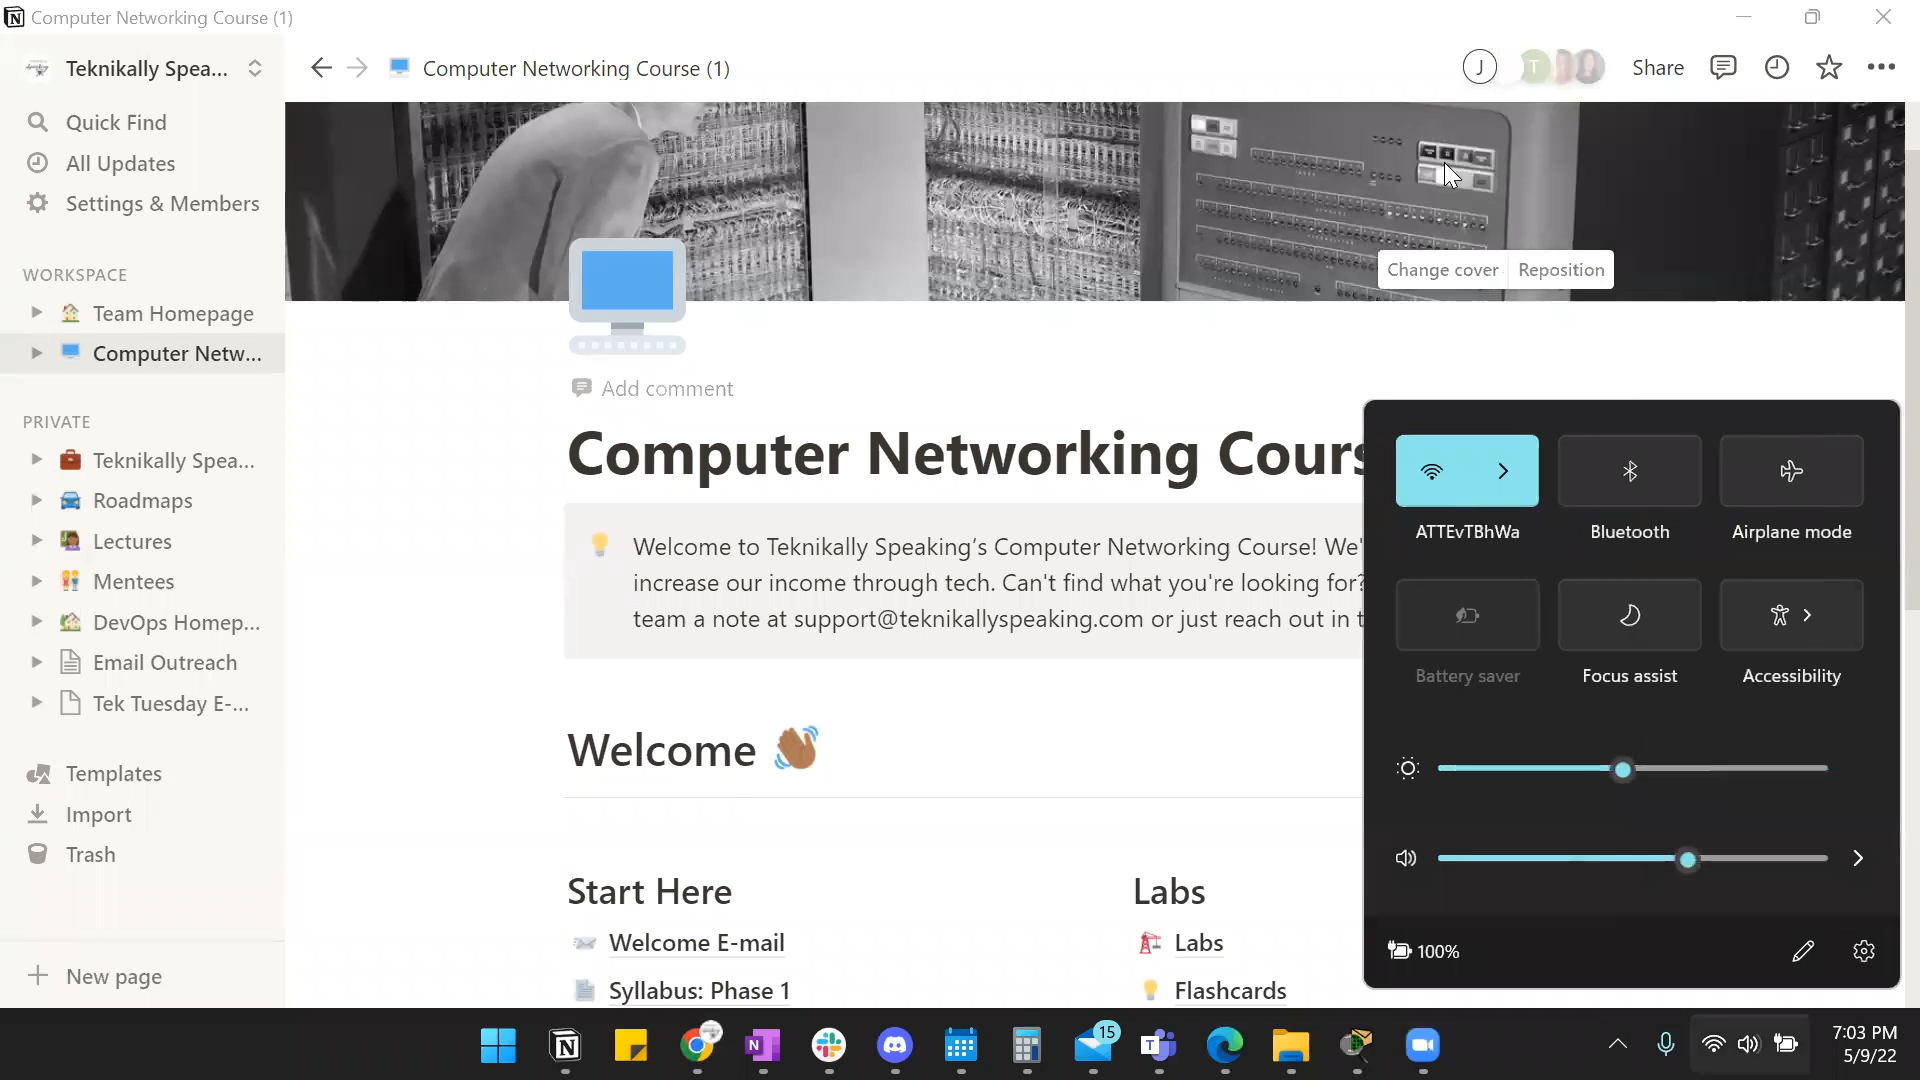 Computer Networking Course (1)
Teknikally Spea...
Computer Networking Course (1)
J
T
Share
Quick Find
All Updates
Settings & Members
WORKSPACE
Team Homepage
Computer Netw...
PRIVATE
Teknikally Spea...
Roadmaps
Lectures
Mentees
DevOps Homep...
Email Outreach
Tek Tuesday E-...
Templates
Import
Trash
New page
Change cover
Reposition
Add comment
Computer Networking Cours
Welcome to Teknikally Speaking's Computer Networking Course! We'
increase our income through tech. Can't find what you're looking for?
team a note at support@teknikallyspeaking.com or just reach out in t
Welcome
Start Here
Welcome E-mail
Syllabus: Phase 1
Labs
Labs
Flashcards
ATTEvTBhWa
Bluetooth
Airplane mode
Battery saver
Focus assist
Accessibility
100%
15
7:03 PM
5/9/22